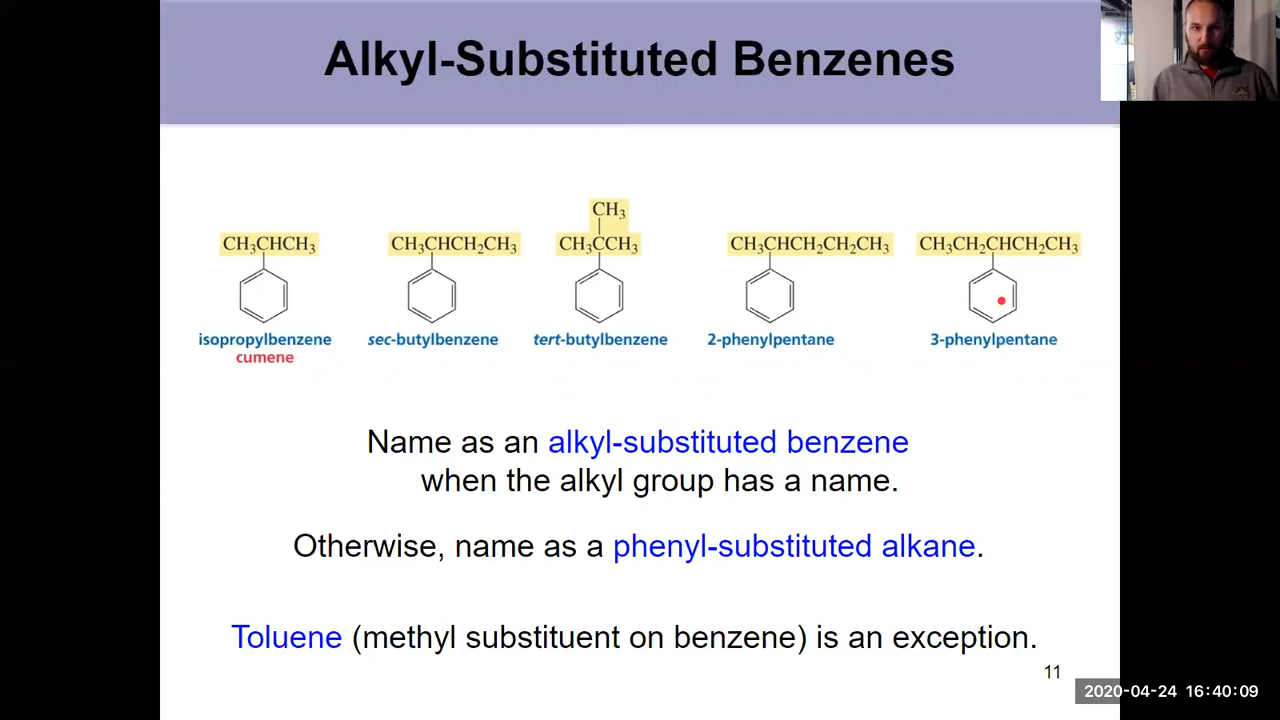 Alkyl-Substituted Benzenes
CH₃
CH₃CHCH₃
CH₃CHCH₂CH₃
CH₃CCH₃
CH₃CHCH₂CH₂CH₃
CH₃CH₂CHCH₂CH₃
isopropylbenzene
sec-butylbenzene
tert-butylbenzene
2-phenylpentane
3-phenylpentane
cumene
Name as an alkyl-substituted benzene
when the alkyl group has a name.
Otherwise, name as a phenyl-substituted alkane.
Toluene (methyl substituent on benzene) is an exception.
11
2020-04-24 16:40:09